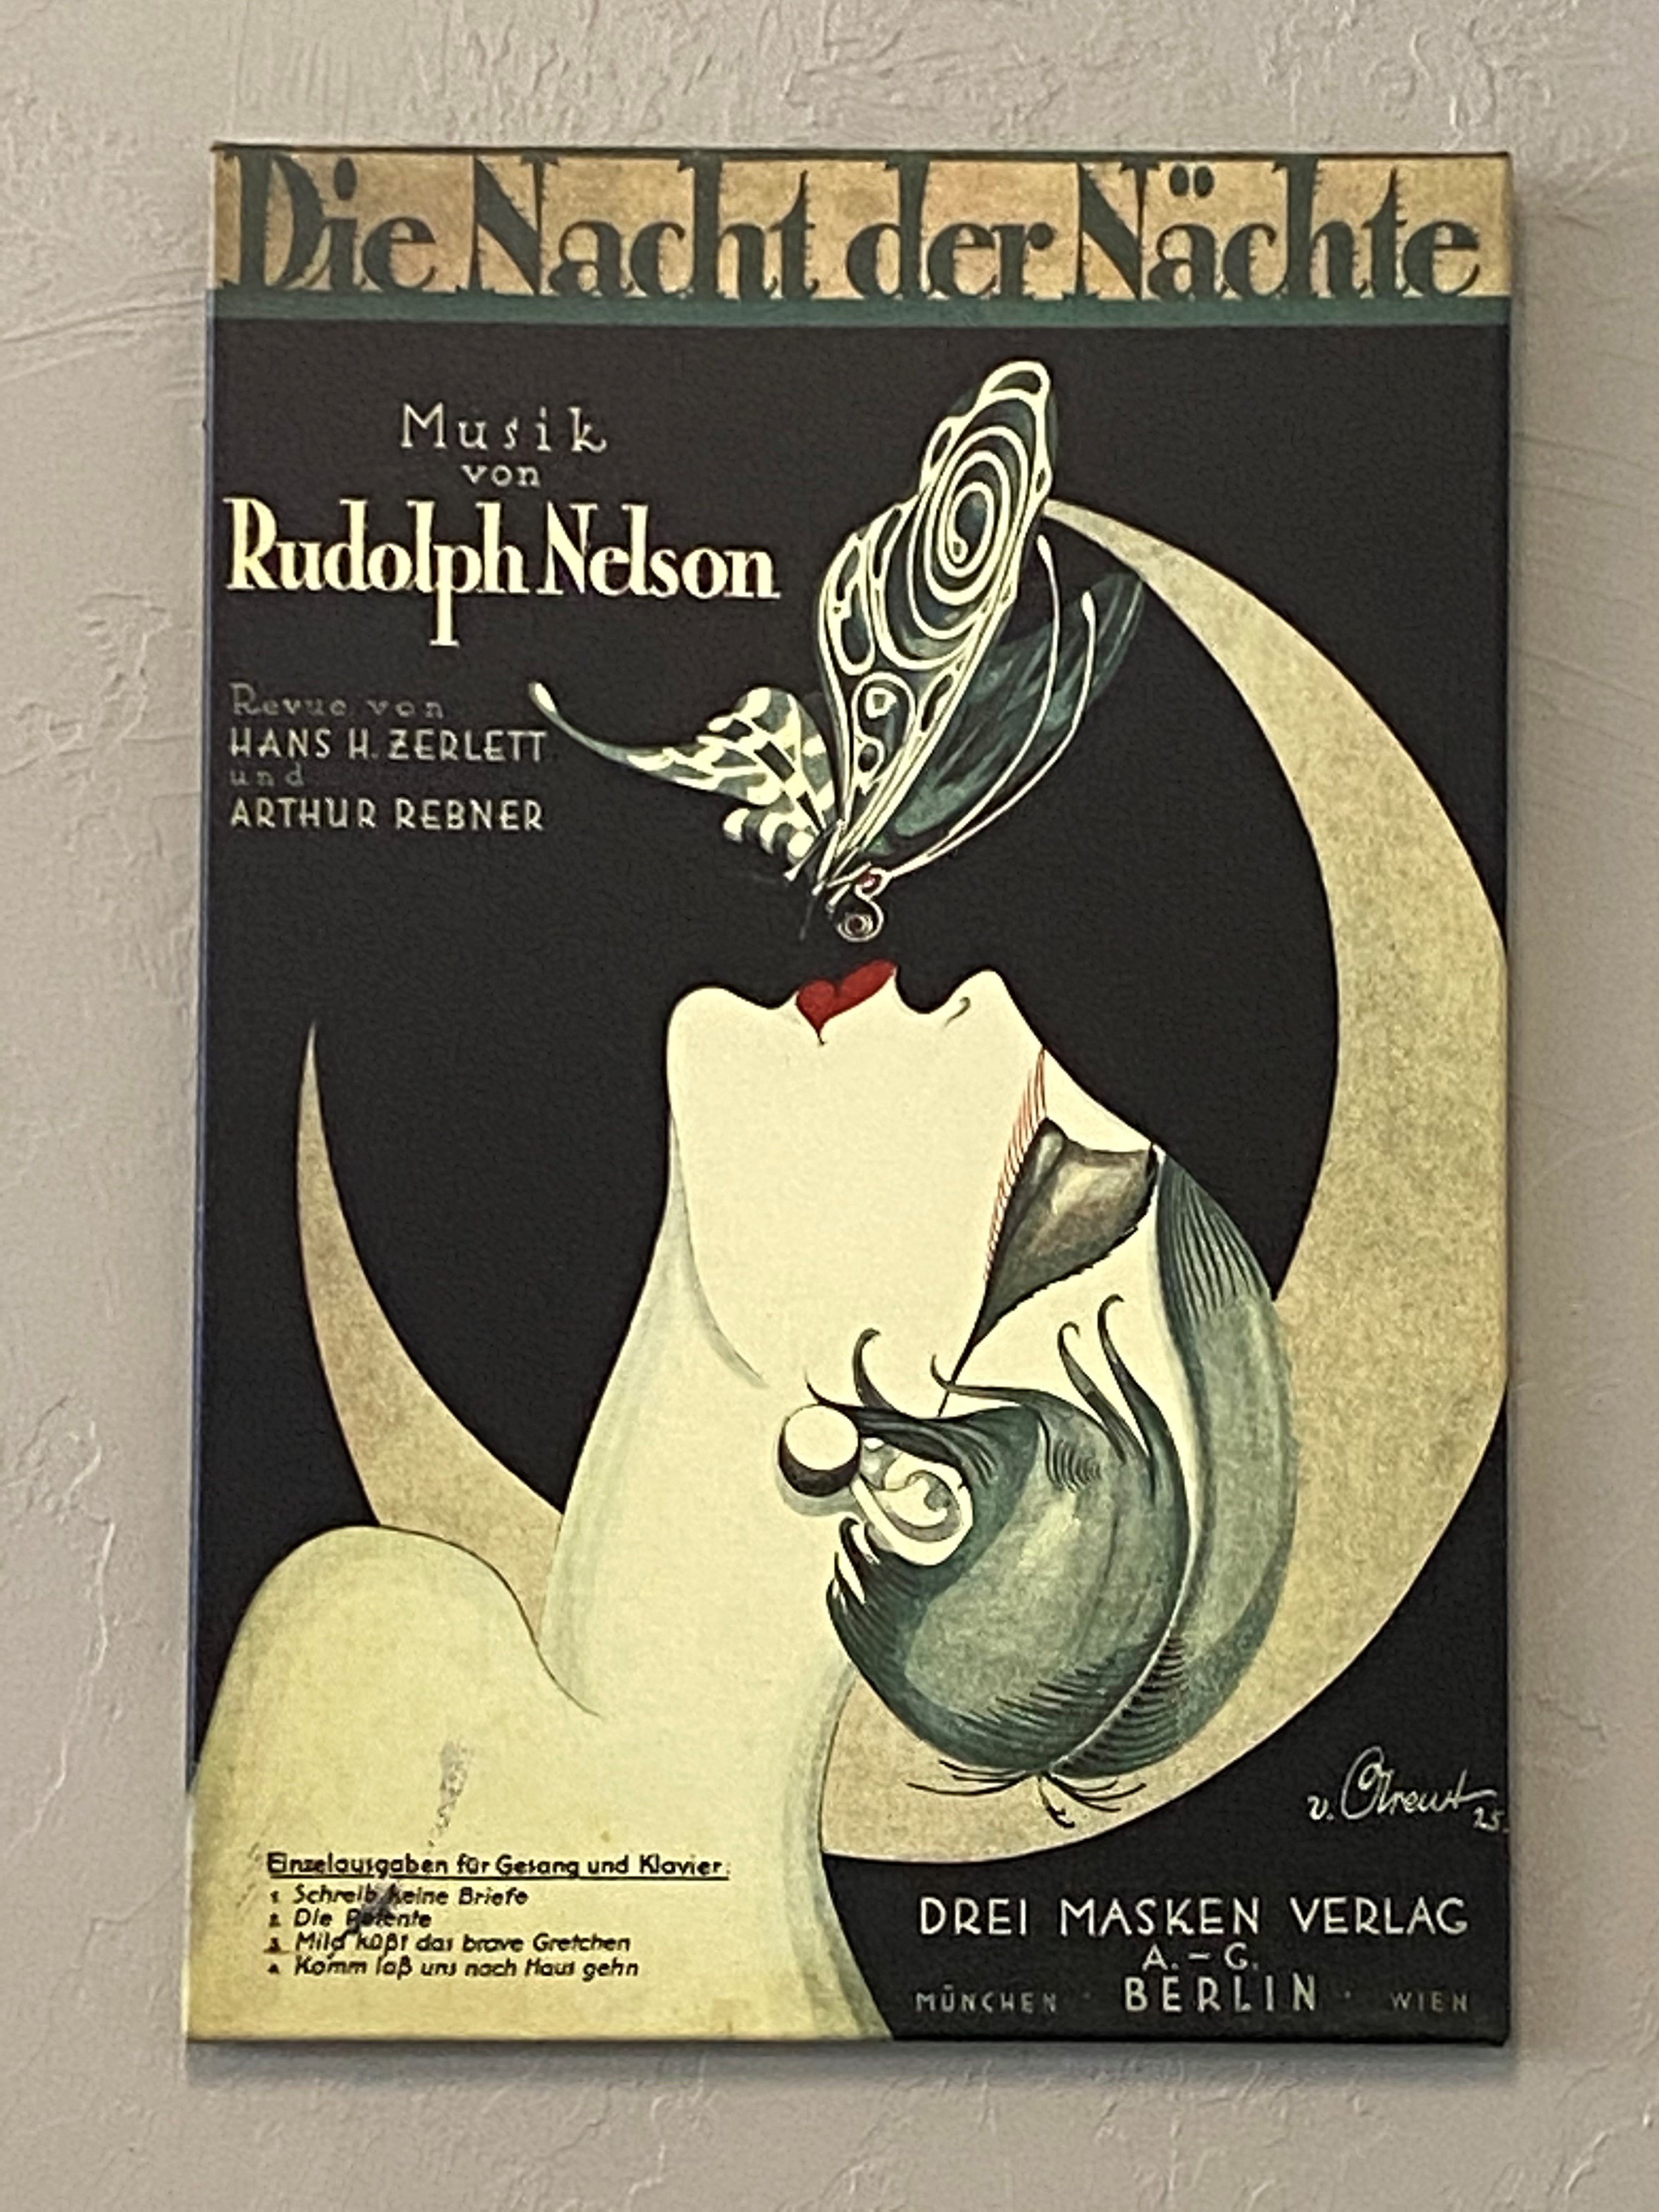 Die Nacht der Nächte
Musik
von
Rudolph Nelson
Revue von
HANS H. ZERLETT
und
ARTHUR REBNER
v. 25.
Einzelausgaben für Gesang und Klavier:
1. Schreib keine Briefe
2. Die
3. Mila küßt das brave Gretchen
4. Komm laß uns nach Haus gehn
DREI MASKEN VERLAG
A.-G.
BERLIN
MÜNCHEN · · WIEN